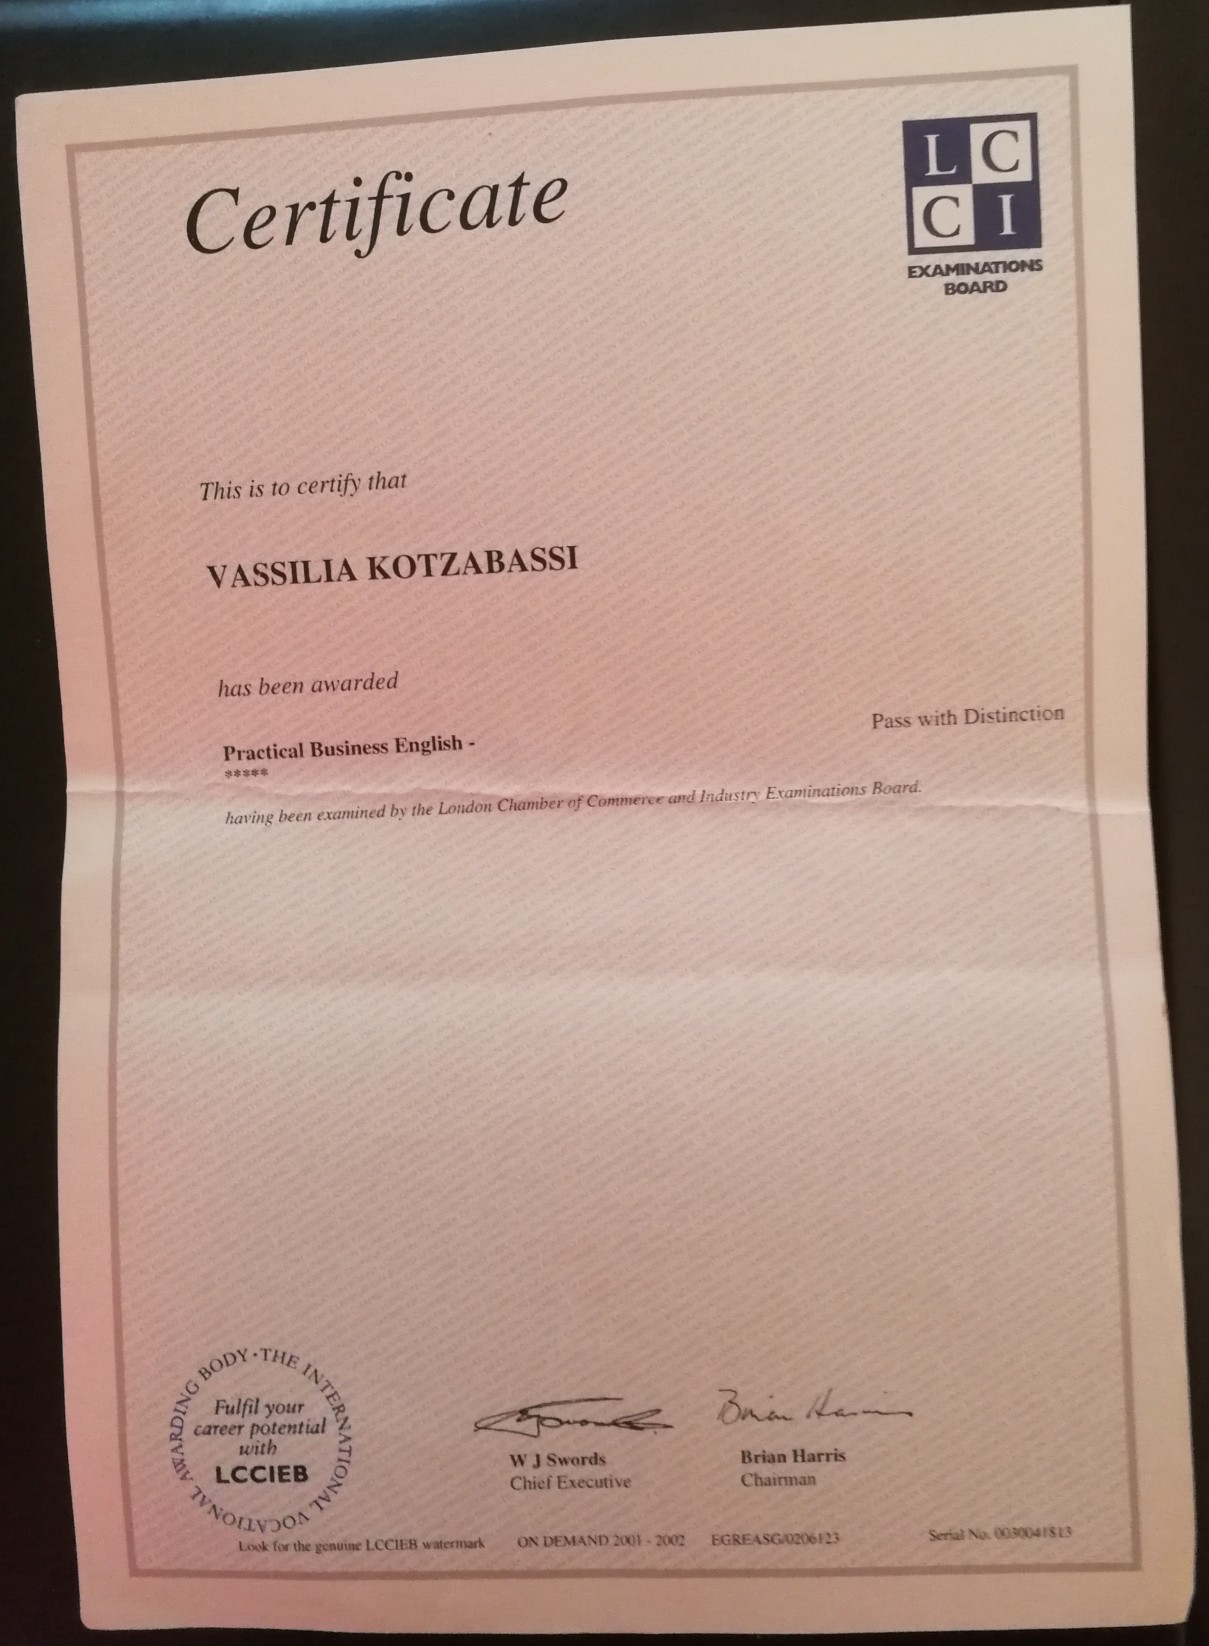 Certificate
L C
C I
EXAMINATIONS
BOARD
This is to certify that
VASSILIA KOTZABASSI
has been awarded
Pass with Distinction
Practical Business English -
*****
having been examined by the London Chamber of Commerce and Industry Examinations Board.
THE INTERNATIONAL VOCATIONAL AWARDING BODY ·
Fulfil your
career potential
with
LCCIEB
Brian Harris
W J Swords
Chief Executive
Brian Harris
Chairman
Look for the genuine LCCIEB watermark ON DEMAND 2001 - 2002 EGREASG/0206123 Serial No. 0030041813